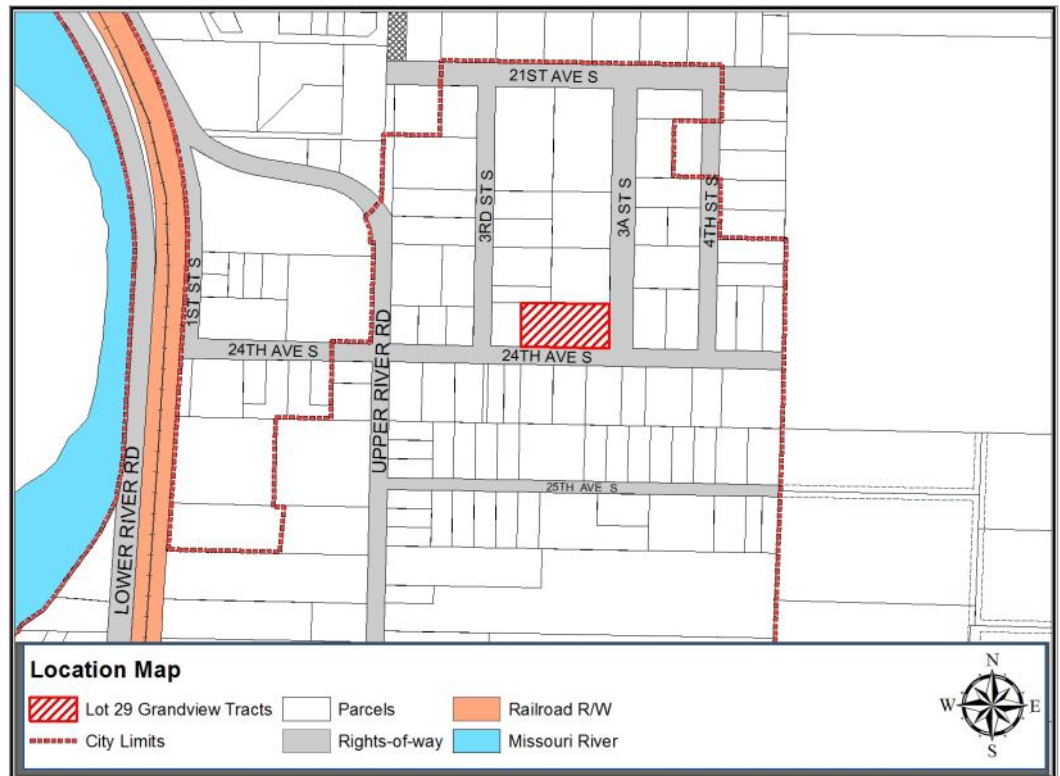 21ST AVE S
3RD ST S
3A ST S
4TH ST S
1ST ST S
24TH AVE S
24TH AVE S
UPPER RIVER RD
LOWER RIVER RD
25TH AVE S
Location Map
Lot 29 Grandview Tracts
Parcels
Railroad R/W
City Limits
Rights-of-way
Missouri River
N
W
E
S